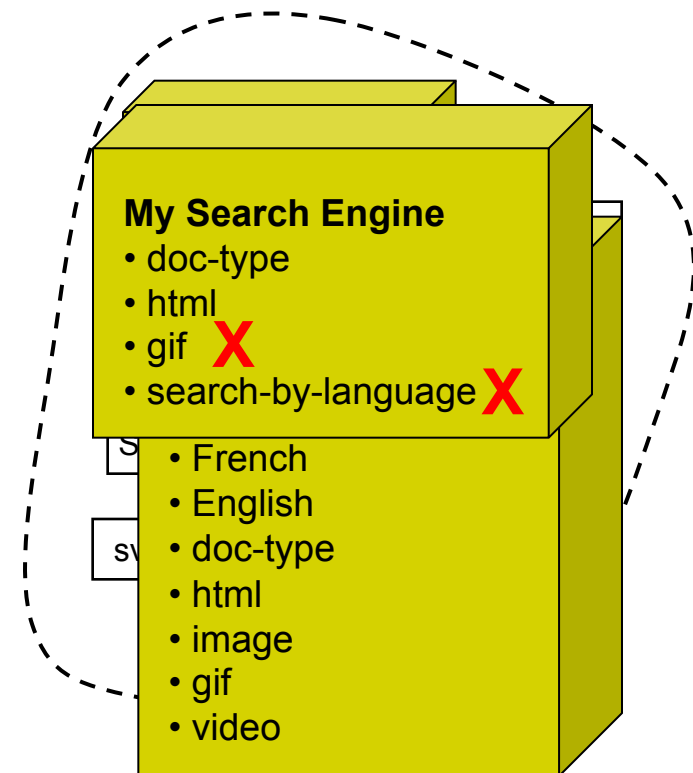 My Search Engine
• doc-type
• html
• gif X
• search-by-language X
• French
• English
• doc-type
• html
• image
• gif
• video